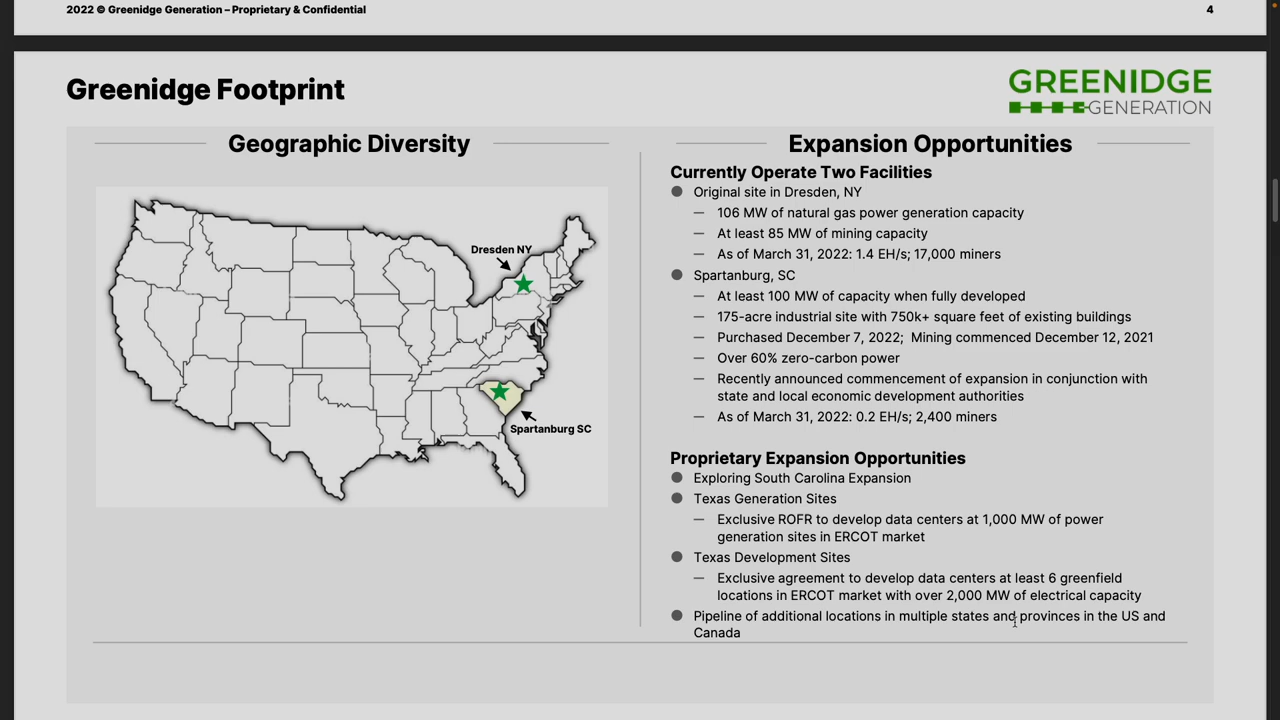 2022 © Greenidge Generation – Proprietary & Confidential
4
Greenidge Footprint
GREENIDGE
GENERATION
Geographic Diversity
Dresden NY
Spartanburg SC
Expansion Opportunities
Currently Operate Two Facilities
Original site in Dresden, NY
— 106 MW of natural gas power generation capacity
— At least 85 MW of mining capacity
— As of March 31, 2022: 1.4 EH/s; 17,000 miners
Spartanburg, SC
— At least 100 MW of capacity when fully developed
— 175-acre industrial site with 750k+ square feet of existing buildings
— Purchased December 7, 2022; Mining commenced December 12, 2021
— Over 60% zero-carbon power
— Recently announced commencement of expansion in conjunction with
state and local economic development authorities
— As of March 31, 2022: 0.2 EH/s; 2,400 miners
Proprietary Expansion Opportunities
Exploring South Carolina Expansion
Texas Generation Sites
— Exclusive ROFR to develop data centers at 1,000 MW of power
generation sites in ERCOT market
Texas Development Sites
— Exclusive agreement to develop data centers at least 6 greenfield
locations in ERCOT market with over 2,000 MW of electrical capacity
Pipeline of additional locations in multiple states and provinces in the US and
Canada